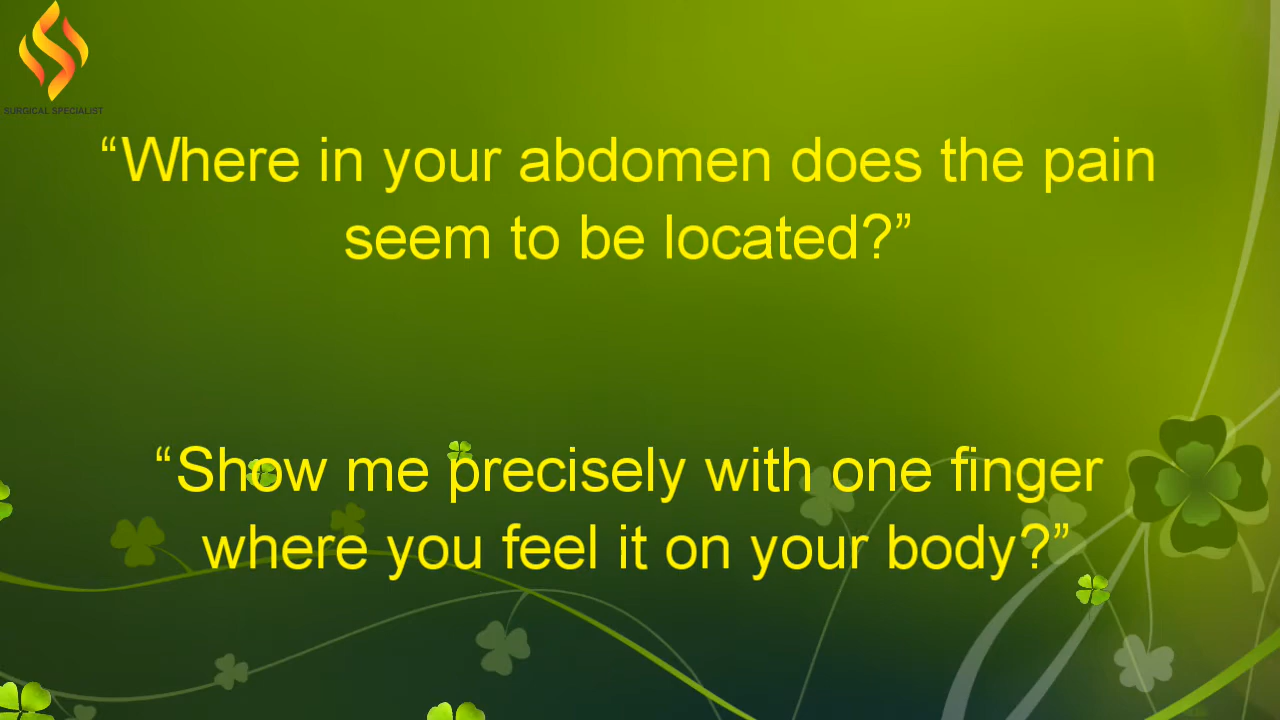 SURGICAL SPECIALIST
“Where in your abdomen does the pain
seem to be located?”
“Show me precisely with one finger
where you feel it on your body?”